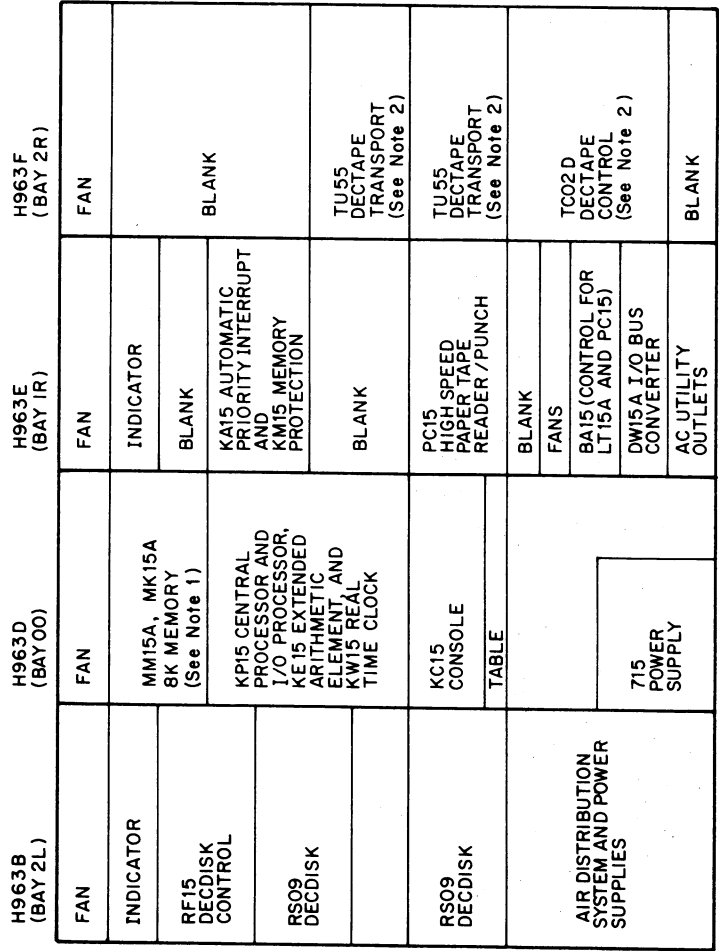 H963B
(BAY 2L)
FAN
INDICATOR
RF15
DECDISK
CONTROL
RS09
DECDISK
RS09
DECDISK
AIR DISTRIBUTION
SYSTEM AND POWER
SUPPLIES
H963D
(BAY 00)
FAN
MM15A, MK15A
8K MEMORY
(See Note 1)
KP15 CENTRAL
PROCESSOR AND
I/O PROCESSOR,
KE15 EXTENDED
ARITHMETIC
ELEMENT, AND
KW15 REAL
TIME CLOCK
KC15
CONSOLE
TABLE
715
POWER
SUPPLY
H963E
(BAY 1R)
FAN
INDICATOR
BLANK
KA15 AUTOMATIC
PRIORITY INTERRUPT
AND
KM15 MEMORY
PROTECTION
BLANK
PC15
HIGH SPEED
PAPER TAPE
READER/PUNCH
BLANK
FANS
BA15 (CONTROL FOR
LT15A AND PC15)
DW15A I/O BUS
CONVERTER
AC UTILITY
OUTLETS
H963F
(BAY 2R)
FAN
BLANK
TU55
DECTAPE
TRANSPORT
(See Note 2)
TU55
DECTAPE
TRANSPORT
(See Note 2)
TC02D
DECTAPE
CONTROL
(See Note 2)
BLANK